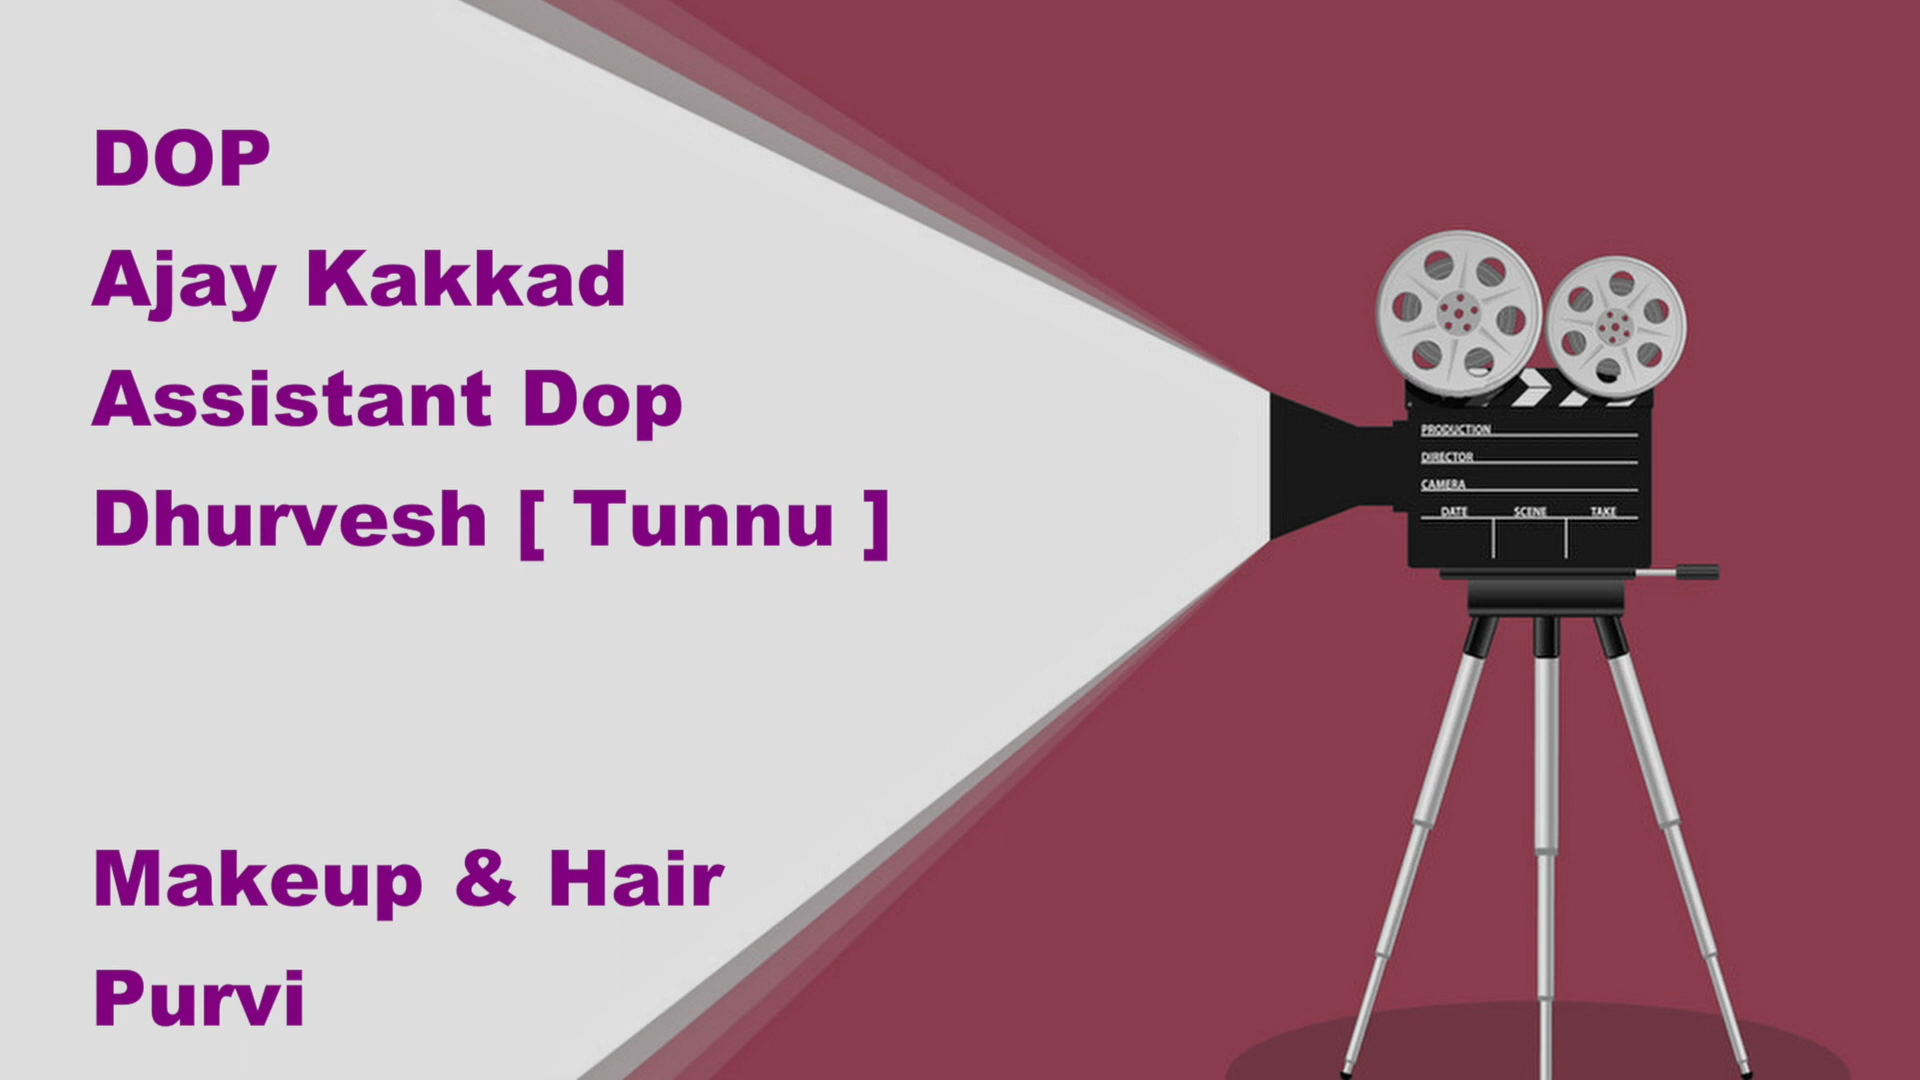 DOP
Ajay Kakkad
Assistant Dop
Dhurvesh [ Tunnu ]
Makeup & Hair
Purvi
PRODUCTION
DIRECTOR
CAMERA
DATE SCENE TAKE